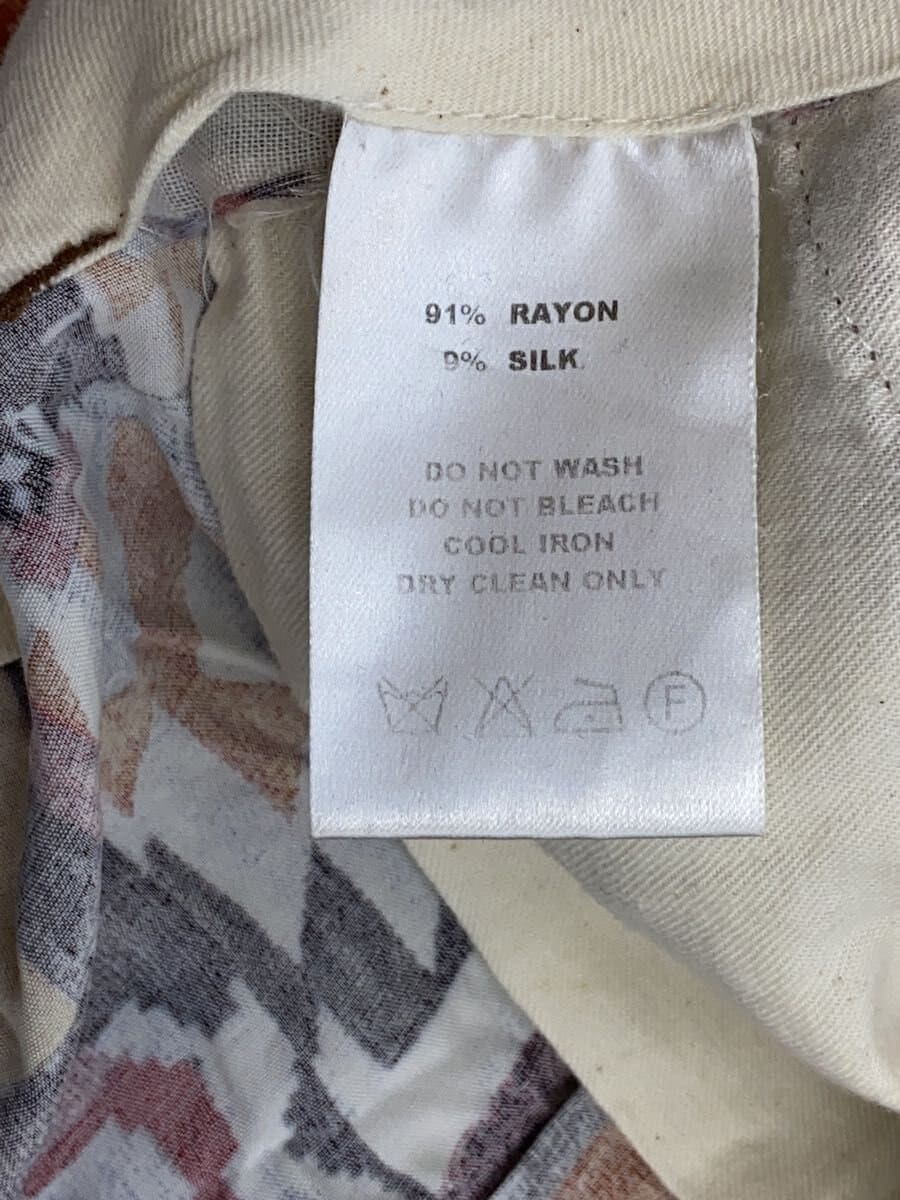 91% RAYON
9% SILK
DO NOT WASH
DO NOT BLEACH
COOL IRON
DRY CLEAN ONLY
F